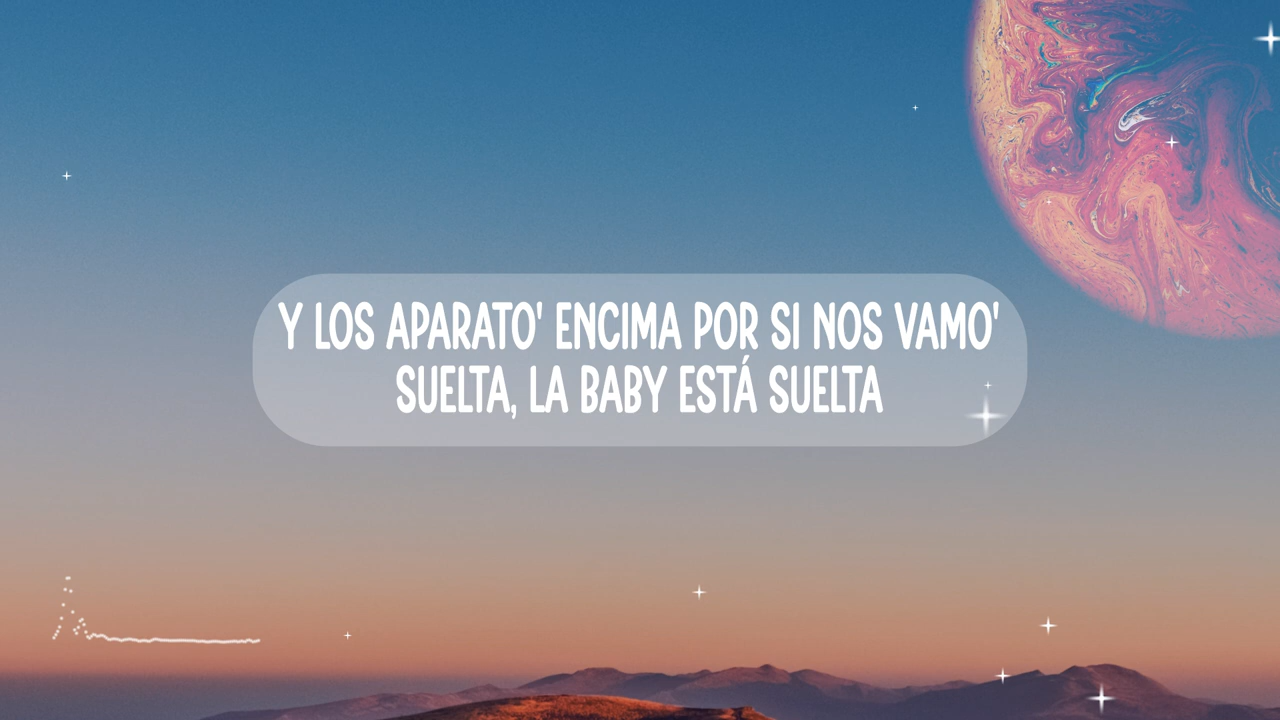 Y LOS APARATO' ENCIMA POR SI NOS VAMO'
SUELTA, LA BABY ESTÁ SUELTA